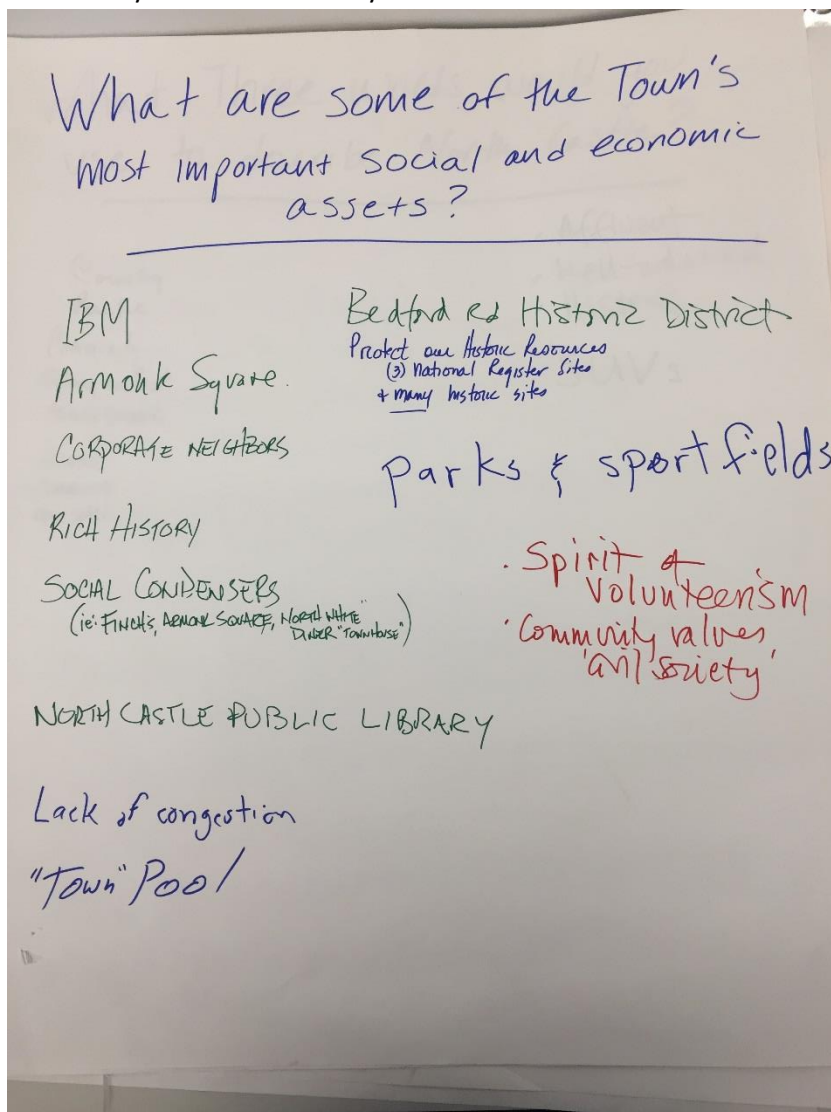 What are some of the Town's
most important social and economic
assets?
IBM
Armonk Square.
CORPORATE NEIGHBORS
RICH HISTORY
SOCIAL CONDENSERS
(ie: FINCH'S, ARMONK SQUARE, NORTH WHITE
DINER "TOWNHOUSE")
NORTH CASTLE PUBLIC LIBRARY
Lack of congestion
"Town" Pool
Bedford Rd Historic District
Protect our Historic Resources
(3) National Register Sites
+ many historic sites
Parks & sport fields
· Spirit of
Volunteerism
· Community values,
'civil society'